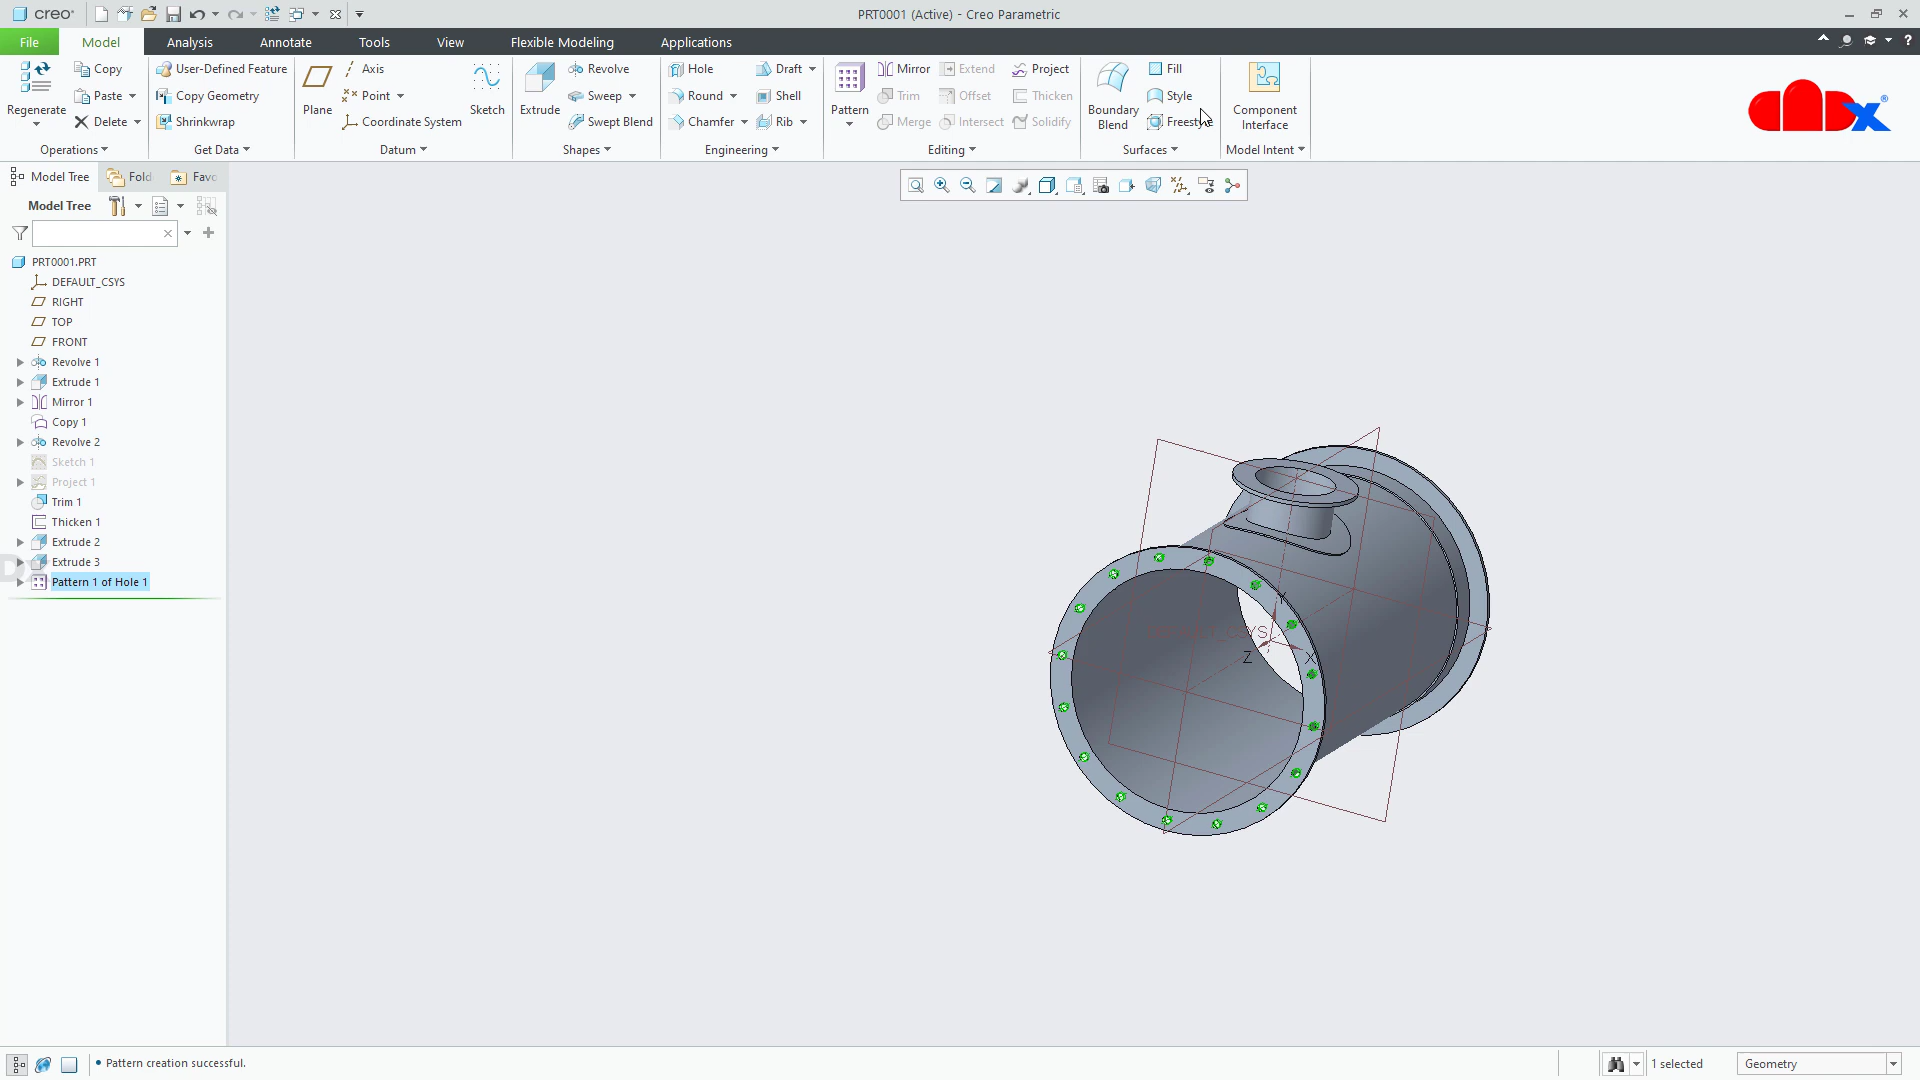 creo
PRT0001 (Active) - Creo Parametric
File
Model
Analysis
Annotate
Tools
View
Flexible Modeling
Applications
Regenerate
Copy
Paste
Delete
Operations
User-Defined Feature
Copy Geometry
Shrinkwrap
Get Data
Plane
Axis
Point
Coordinate System
Sketch
Datum
Extrude
Revolve
Sweep
Swept Blend
Shapes
Hole
Round
Chamfer
Draft
Shell
Rib
Engineering
Pattern
Mirror
Trim
Merge
Extend
Offset
Intersect
Project
Thicken
Solidify
Editing
Boundary
Blend
Fill
Style
Freestyle
Surfaces
Component
Interface
Model Intent
Model Tree
Fold
Favo
Model Tree
PRT0001.PRT
DEFAULT_CSYS
RIGHT
TOP
FRONT
Revolve 1
Extrude 1
Mirror 1
Copy 1
Revolve 2
Sketch 1
Project 1
Trim 1
Thicken 1
Extrude 2
Extrude 3
Pattern 1 of Hole 1
Y
Z
X
Pattern creation successful.
1 selected
Geometry